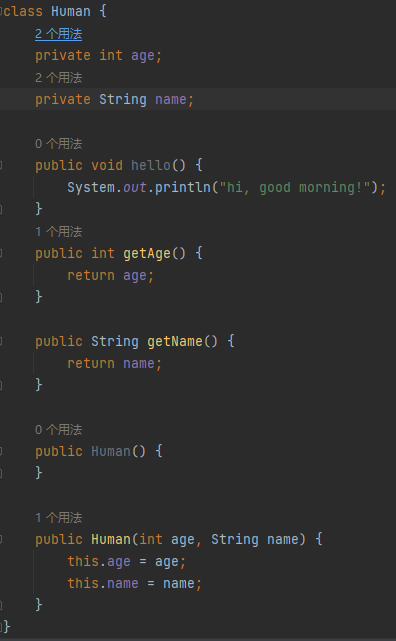 class Human {
2 个用法
private int age;
2 个用法
private String name;
0 个用法
public void hello() {
System.out.println("hi, good morning!");
}
1 个用法
public int getAge() {
return age;
}
public String getName() {
return name;
}
0 个用法
public Human() {
}
1 个用法
public Human(int age, String name) {
this.age = age;
this.name = name;
}
}